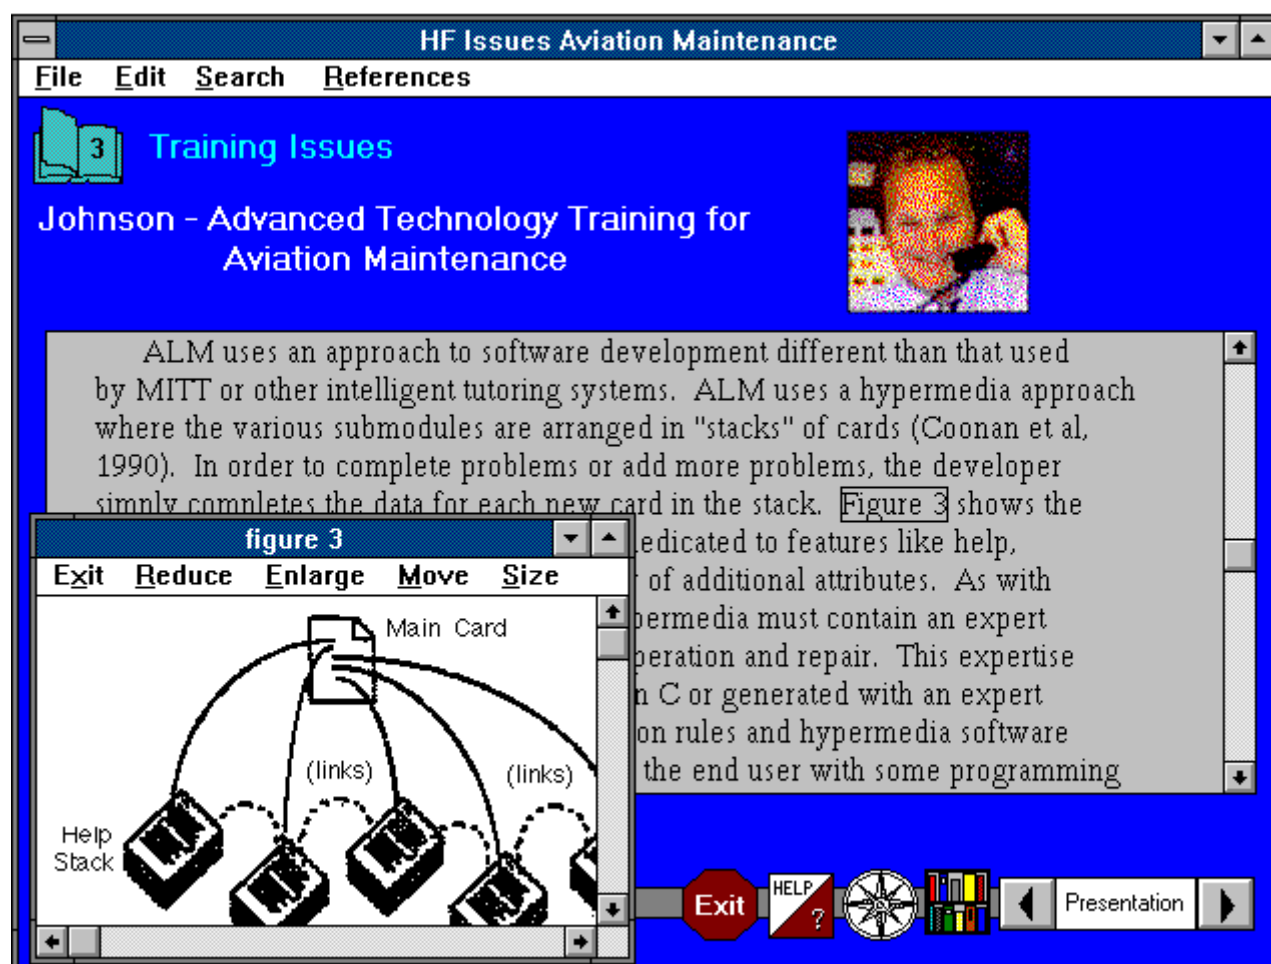 HF Issues Aviation Maintenance
File Edit Search References
3
Training Issues
Johnson - Advanced Technology Training for
Aviation Maintenance
ALM uses an approach to software development different than that used
by MITT or other intelligent tutoring systems. ALM uses a hypermedia approach
where the various submodules are arranged in "stacks" of cards (Coonan et al,
1990). In order to complete problems or add more problems, the developer
simply completes the data for each new card in the stack. Figure 3 shows the
edicated to features like help,
of additional attributes. As with
permedia must contain an expert
peration and repair. This expertise
n C or generated with an expert
on rules and hypermedia software
the end user with some programming
figure 3
Exit Reduce Enlarge Move Size
Main Card
(links) (links)
Help
Stack
Exit
HELP
?
Presentation